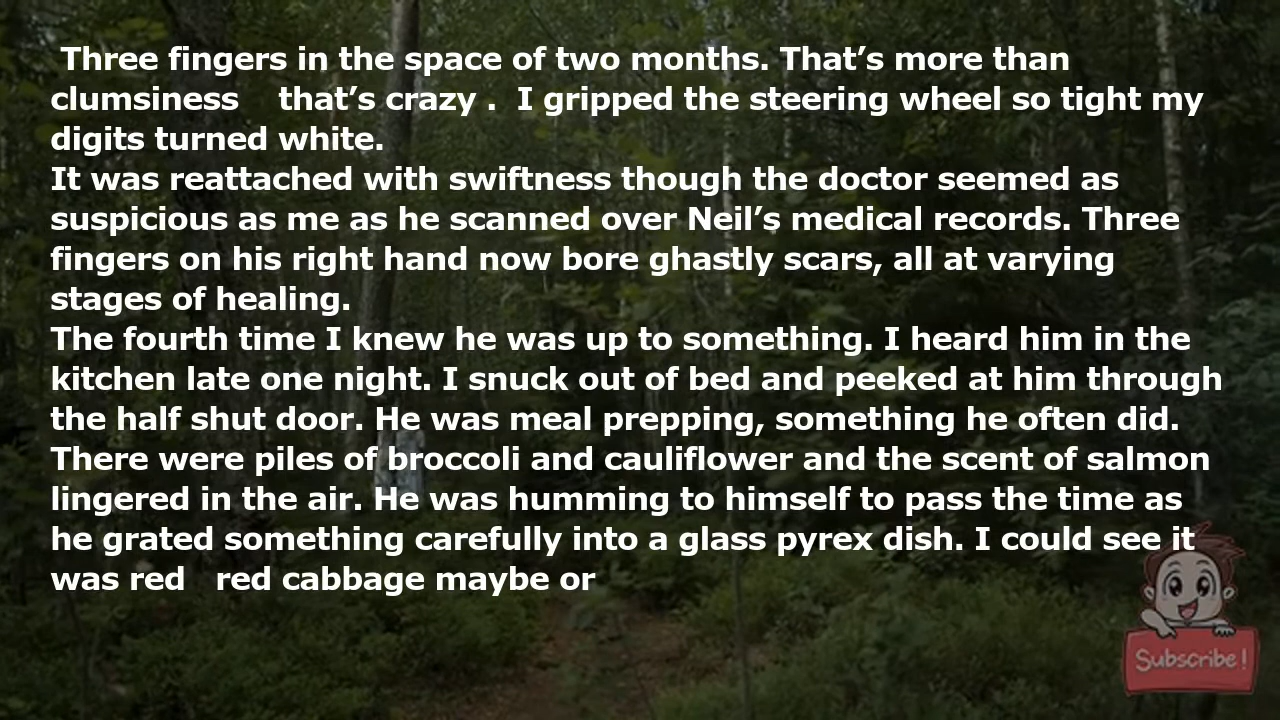 Three fingers in the space of two months. That’s more than
clumsiness    that’s crazy .  I gripped the steering wheel so tight my
digits turned white.
It was reattached with swiftness though the doctor seemed as
suspicious as me as he scanned over Neil’s medical records. Three
fingers on his right hand now bore ghastly scars, all at varying
stages of healing.
The fourth time I knew he was up to something. I heard him in the
kitchen late one night. I snuck out of bed and peeked at him through
the half shut door. He was meal prepping, something he often did.
There were piles of broccoli and cauliflower and the scent of salmon
lingered in the air. He was humming to himself to pass the time as
he grated something carefully into a glass pyrex dish. I could see it
was red   red cabbage maybe or
Subscribe!